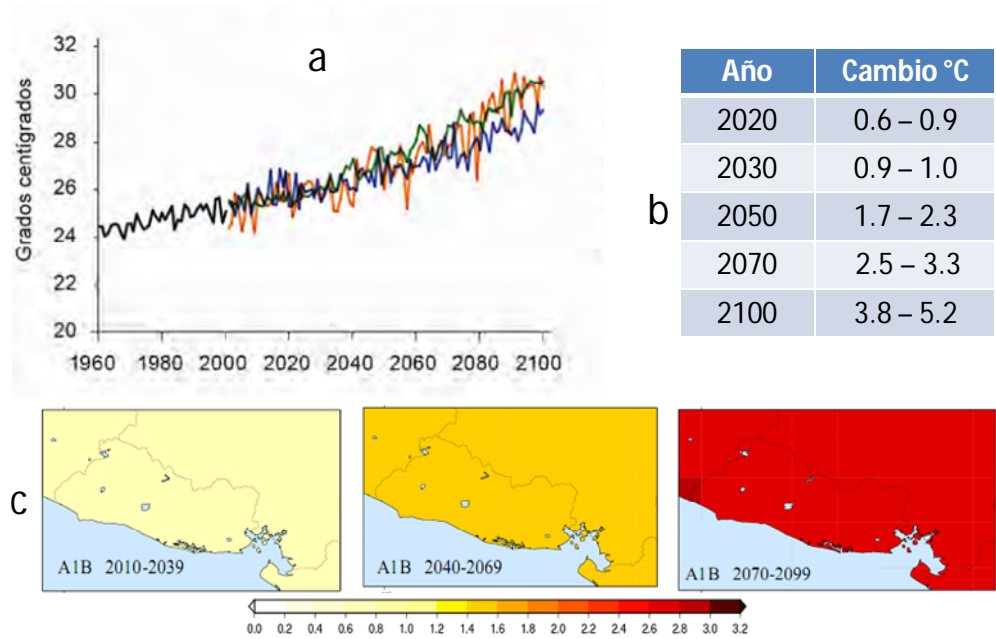 a
Grados centigrados
32
30
28
26
24
22
20
1960 1980 2000 2020 2040 2060 2080 2100
b
Año Cambio °C
2020 0.6 – 0.9
2030 0.9 – 1.0
2050 1.7 – 2.3
2070 2.5 – 3.3
2100 3.8 – 5.2
c
A1B 2010-2039
A1B 2040-2069
A1B 2070-2099
0.0 0.2 0.4 0.6 0.8 1.0 1.2 1.4 1.6 1.8 2.0 2.2 2.4 2.6 2.8 3.0 3.2